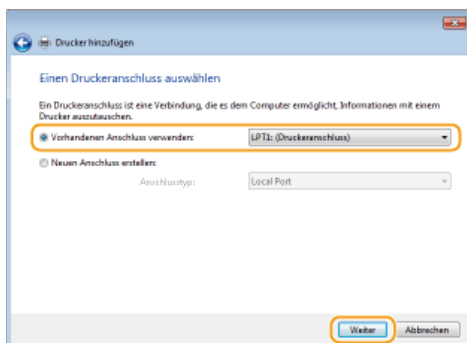 Drucker hinzufügen
Einen Druckeranschluss auswählen
Ein Druckeranschluss ist eine Verbindung, die es dem Computer ermöglicht, Informationen mit einem
Drucker auszutauschen.
Vorhandenen Anschluss verwenden: LPT1: (Druckeranschluss)
Neuen Anschluss erstellen:
Anschlusstyp: Local Port
Weiter Abbrechen